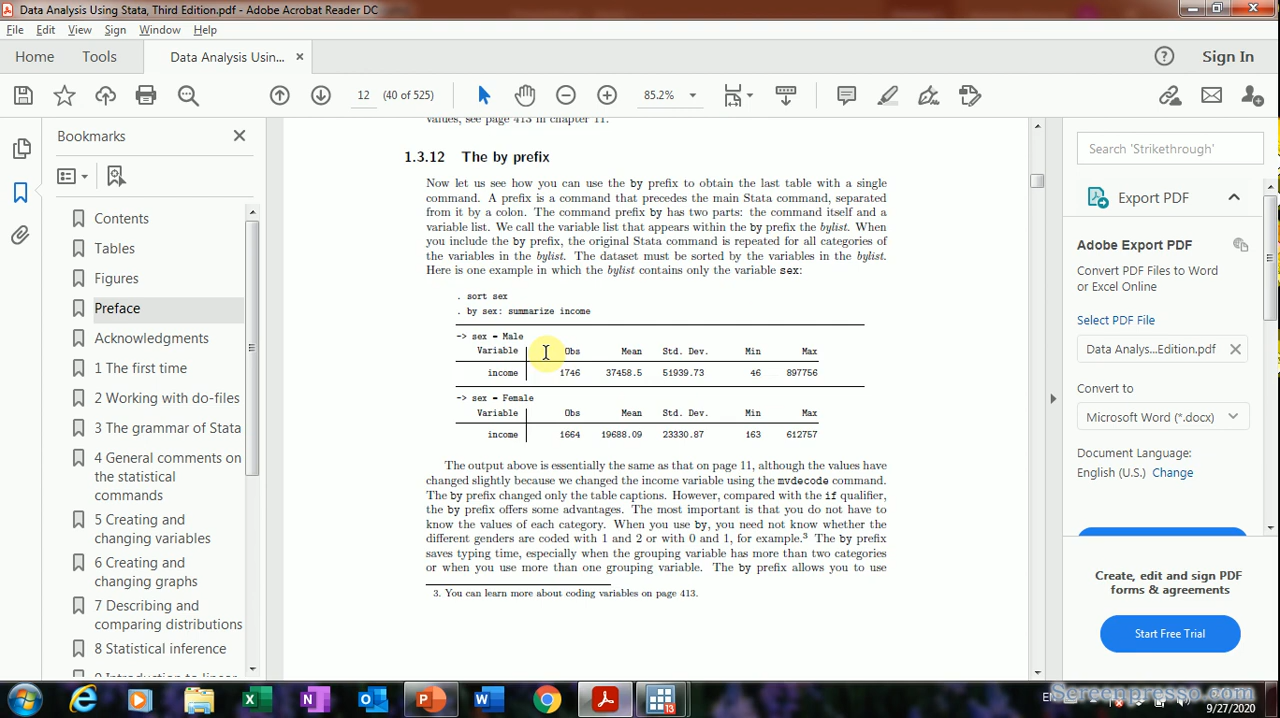 Data Analysis Using Stata, Third Edition.pdf - Adobe Acrobat Reader DC
File Edit View Sign Window Help
Home Tools Data Analysis Usin... × Sign In
12 (40 of 525) 85.2%
Bookmarks
Contents
Tables
Figures
Preface
Acknowledgments
1 The first time
2 Working with do-files
3 The grammar of Stata
4 General comments on
the statistical
commands
5 Creating and
changing variables
6 Creating and
changing graphs
7 Describing and
comparing distributions
8 Statistical inference
values, see page 413 in chapter 11.
1.3.12 The by prefix
Now let us see how you can use the by prefix to obtain the last table with a single
command. A prefix is a command that precedes the main Stata command, separated
from it by a colon. The command prefix by has two parts: the command itself and a
variable list. We call the variable list that appears within the by prefix the bylist. When
you include the by prefix, the original Stata command is repeated for all categories of
the variables in the bylist. The dataset must be sorted by the variables in the bylist.
Here is one example in which the bylist contains only the variable sex:
. sort sex
. by sex: summarize income
-> sex = Male
Variable Obs Mean Std. Dev. Min Max
income 1746 37458.5 51939.73 46 897756
-> sex = Female
Variable Obs Mean Std. Dev. Min Max
income 1664 19688.09 23330.87 163 612757
The output above is essentially the same as that on page 11, although the values have
changed slightly because we changed the income variable using the mvdecode command.
The by prefix changed only the table captions. However, compared with the if qualifier,
the by prefix offers some advantages. The most important is that you do not have to
know the values of each category. When you use by, you need not know whether the
different genders are coded with 1 and 2 or with 0 and 1, for example.3 The by prefix
saves typing time, especially when the grouping variable has more than two categories
or when you use more than one grouping variable. The by prefix allows you to use
3. You can learn more about coding variables on page 413.
Search 'Strikethrough'
Export PDF
Adobe Export PDF
Convert PDF Files to Word
or Excel Online
Select PDF File
Data Analys...Edition.pdf
Convert to
Microsoft Word (*.docx)
Document Language:
English (U.S.) Change
Create, edit and sign PDF
forms & agreements
Start Free Trial
13
EN
Screenpresso.com
9/27/2020